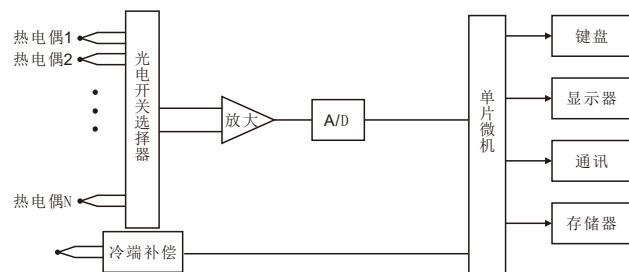 热电偶1
热电偶2
热电偶N
光电开关选择器
冷端补偿
放大
A/D
单片微机
键盘
显示器
通讯
存储器